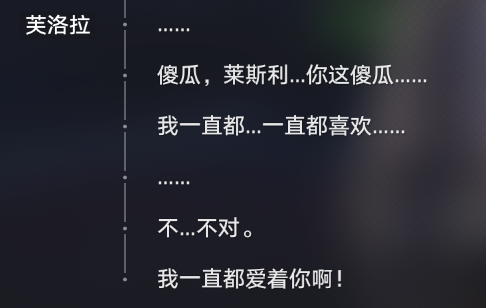 芙洛拉 ……
傻瓜，莱斯利…你这傻瓜……
我一直都…一直都喜欢……
……
不…不对。
我一直都爱着你啊！